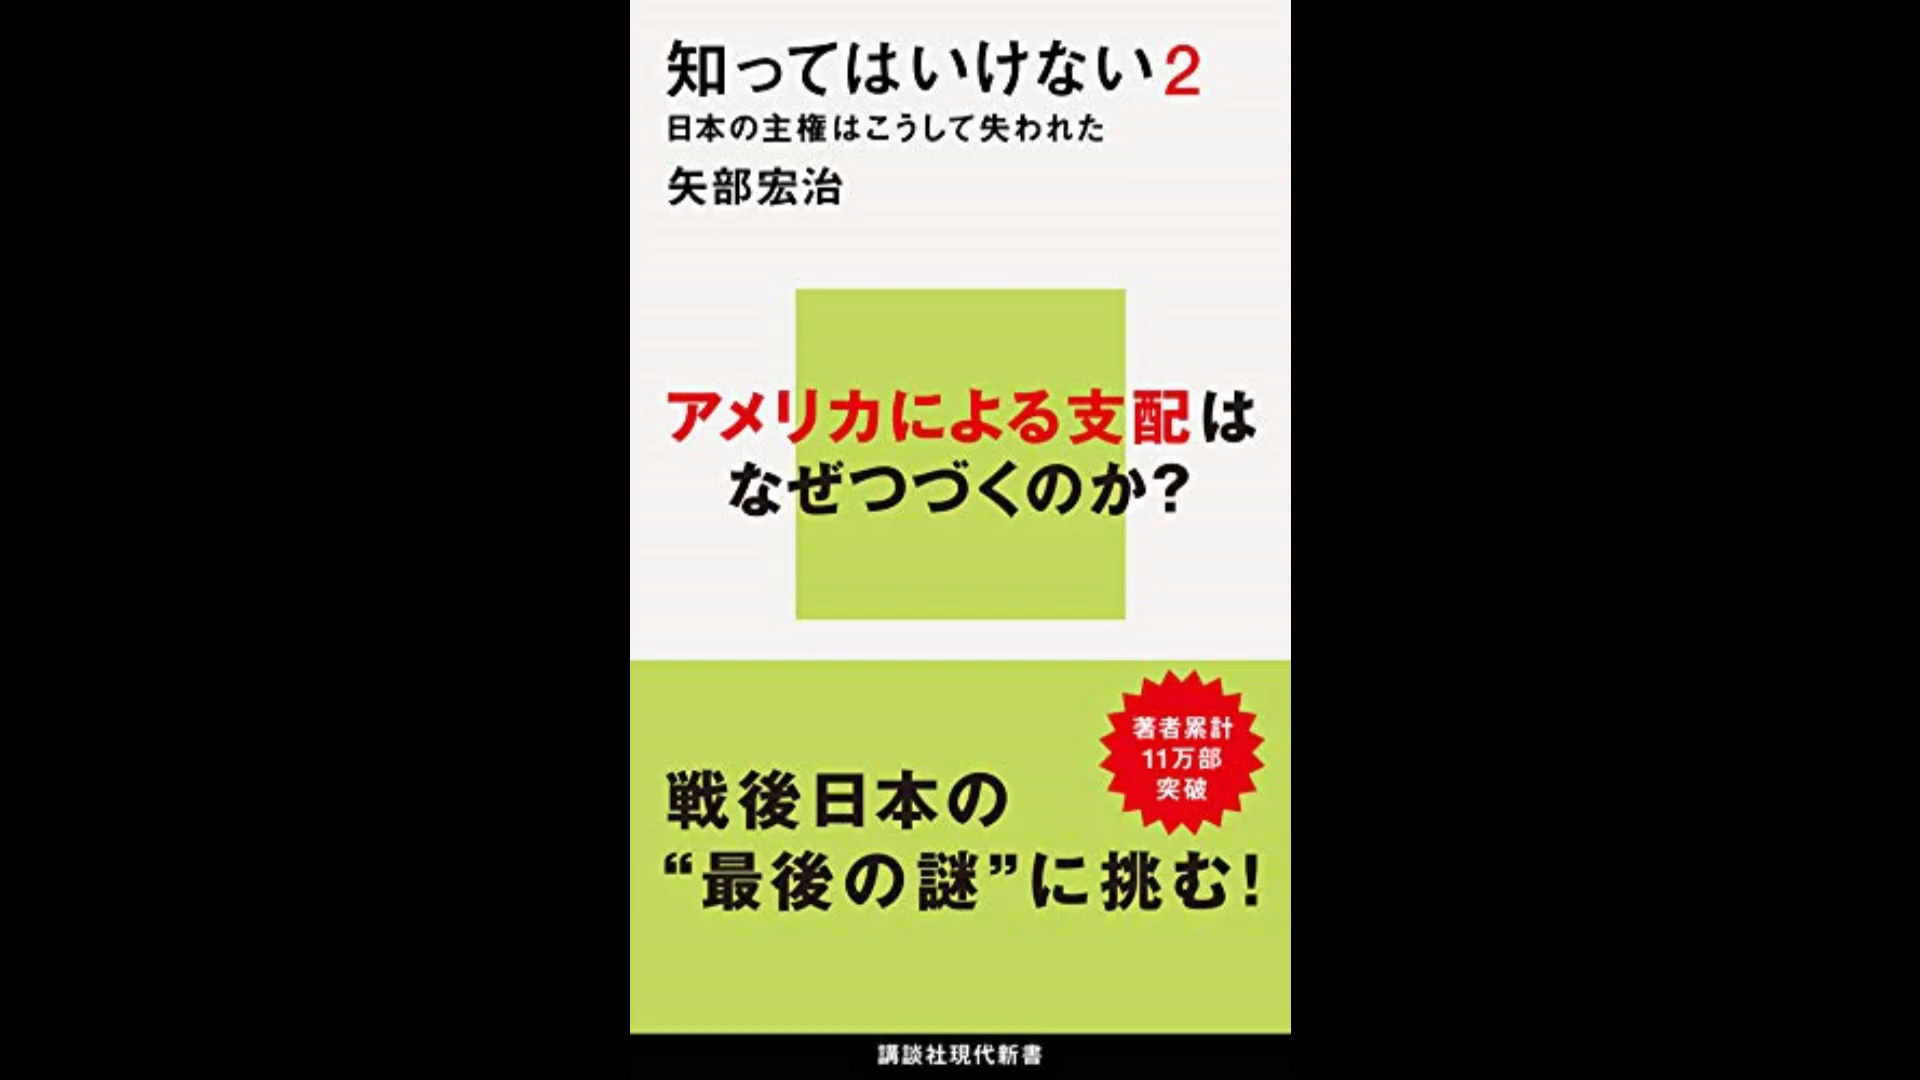 知ってはいけない2
日本の主権はこうして失われた
矢部宏治
アメリカによる支配は
なぜつづくのか?
著者累計
11万部
突破
戦後日本の
“最後の謎”に挑む!
講談社現代新書